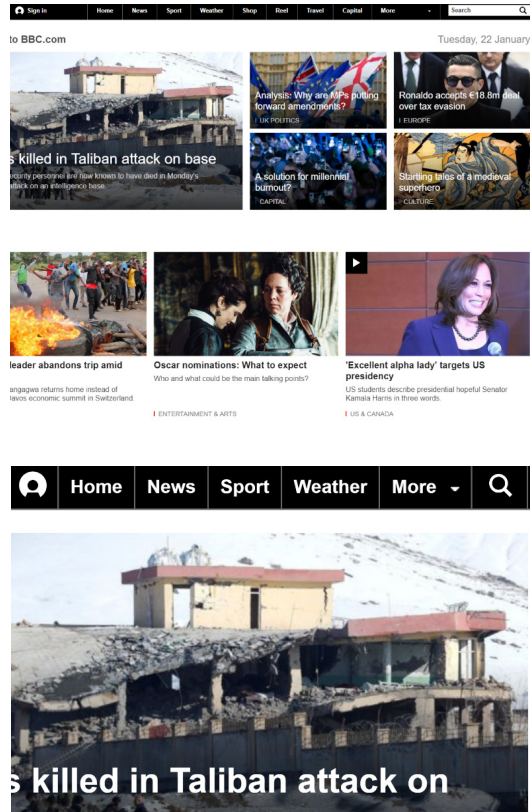 Sign in Home News Sport Weather Shop Reel Travel Capital More Search
to BBC.com Tuesday, 22 January
Analysis: Why are MPs putting
forward amendments?
UK POLITICS
Ronaldo accepts €18.8m deal
over tax evasion
EUROPE
s killed in Taliban attack on base
ecurity personnel are now known to have died in Monday's
attack on an intelligence base.
A solution for millennial
burnout?
CAPITAL
Startling tales of a medieval
superhero
CULTURE
leader abandons trip amid
angagwa returns home instead of
Davos economic summit in Switzerland.
Oscar nominations: What to expect
Who and what could be the main talking points?
ENTERTAINMENT & ARTS
'Excellent alpha lady' targets US
presidency
US students describe presidential hopeful Senator
Kamala Harris in three words.
US & CANADA
Home News Sport Weather More
s killed in Taliban attack on